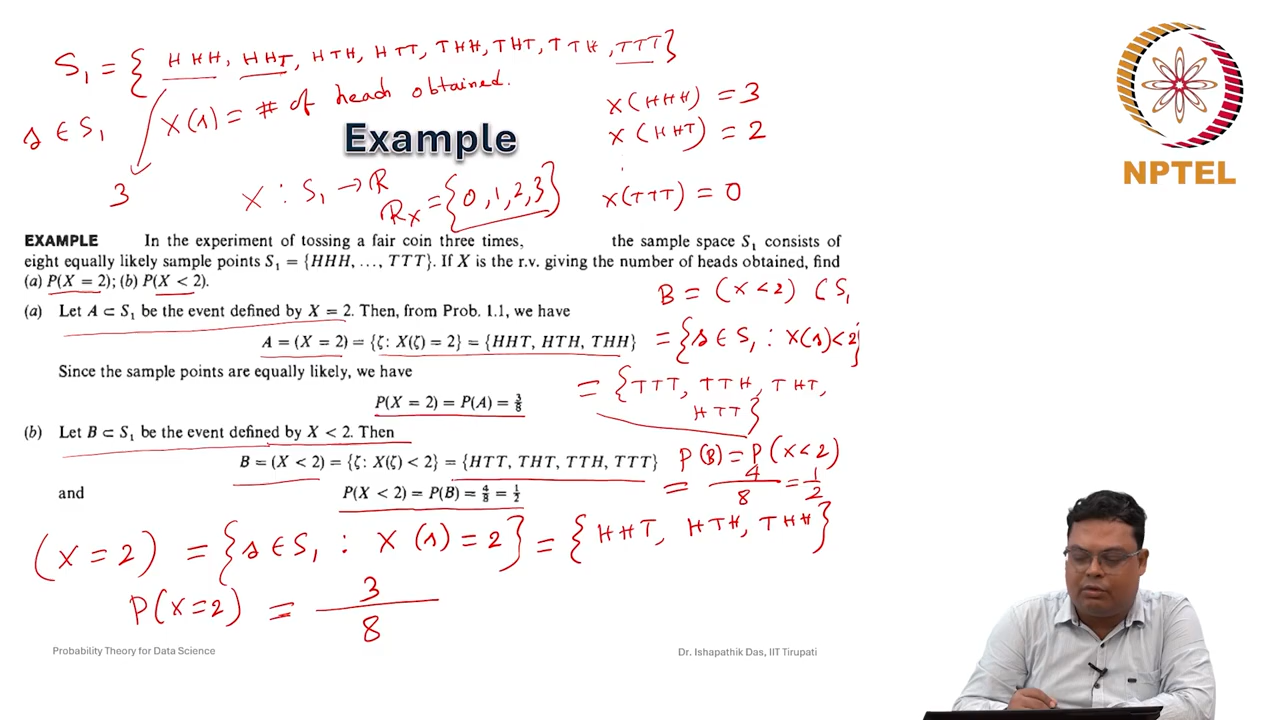 S₁ = { HHH, HHT, HTH, HTT, THH, THT, TTH, TTT}
s ∈ S₁ X(s) = # of heads obtained.
X(HHH) = 3
X(HHT) = 2
Example
3
X : S₁ → R
R_X = {0, 1, 2, 3}
X(TTT) = 0
NPTEL
EXAMPLE In the experiment of tossing a fair coin three times, the sample space S₁ consists of
eight equally likely sample points S₁ = {HHH, ..., TTT}. If X is the r.v. giving the number of heads obtained, find
(a) P(X = 2); (b) P(X < 2).
(a) Let A ⊂ S₁ be the event defined by X = 2. Then, from Prob. 1.1, we have
A = (X = 2) = {ζ: X(ζ) = 2} = {HHT, HTH, THH}
Since the sample points are equally likely, we have
P(X = 2) = P(A) = 3/8
(b) Let B ⊂ S₁ be the event defined by X < 2. Then
B = (X < 2) = {ζ: X(ζ) < 2} = {HTT, THT, TTH, TTT}
and P(X < 2) = P(B) = 4/8 = 1/2
B = (X < 2) ⊂ S₁
= {s ∈ S₁ : X(s) < 2}
= {TTT, TTH, THT,
HTT}
P(B) = P(X < 2)
= 4/8 = 1/2
(X = 2) = {s ∈ S₁ : X(s) = 2} = {HHT, HTH, THH}
P(X = 2) = 3/8
Probability Theory for Data Science
Dr. Ishapathik Das, IIT Tirupati